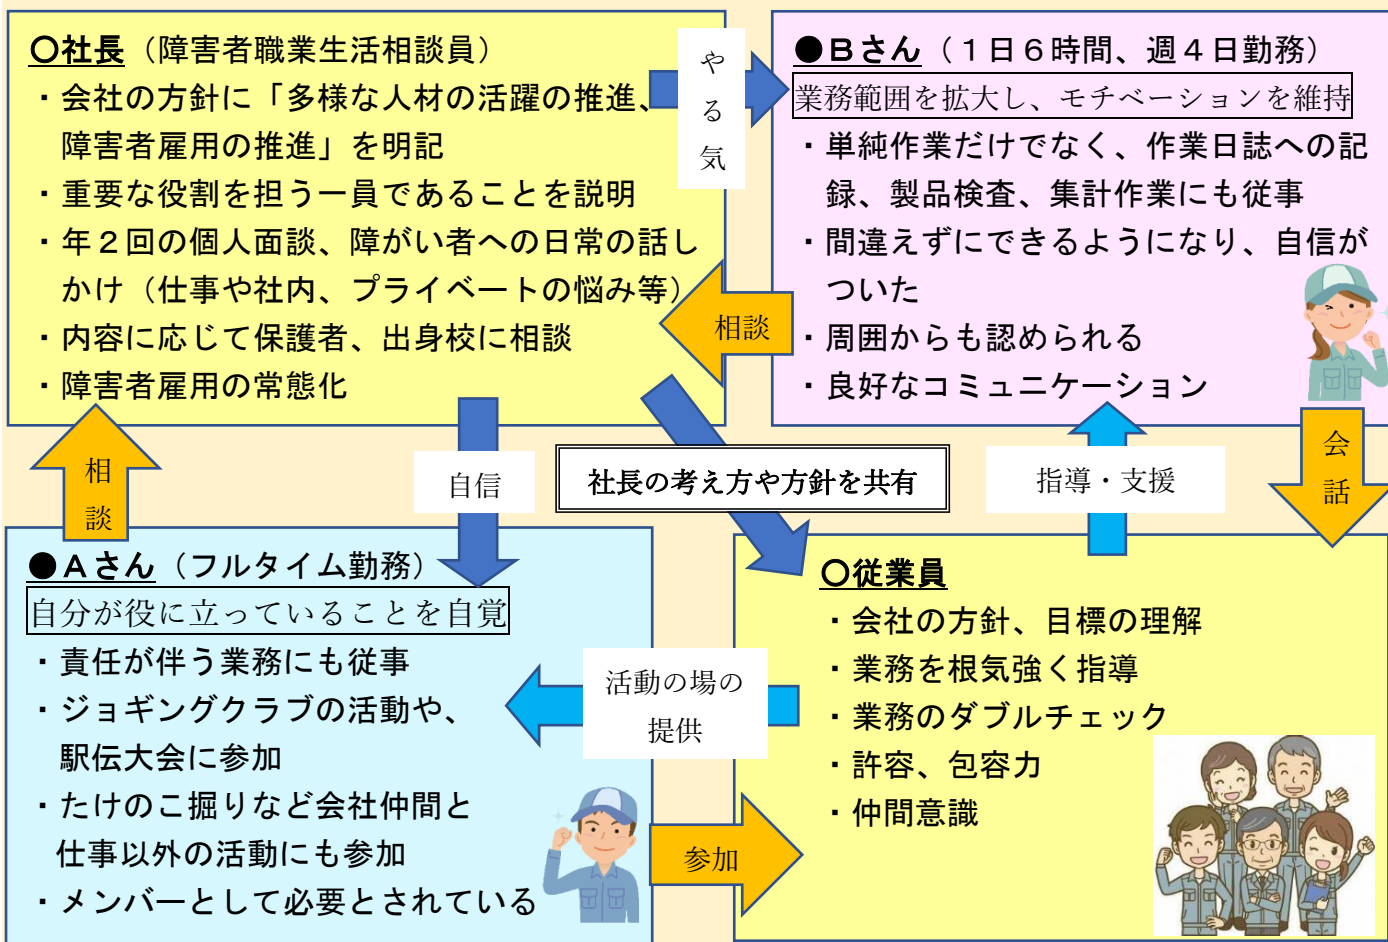 〇社長（障害者職業生活相談員）
・会社の方針に「多様な人材の活躍の推進、
障害者雇用の推進」を明記
・重要な役割を担う一員であることを説明
・年２回の個人面談、障がい者への日常の話し
かけ（仕事や社内、プライベートの悩み等）
・内容に応じて保護者、出身校に相談
・障害者雇用の常態化
やる気
●Ｂさん（１日６時間、週４日勤務）
業務範囲を拡大し、モチベーションを維持
・単純作業だけでなく、作業日誌への記
録、製品検査、集計作業にも従事
・間違えずにできるようになり、自信が
ついた
・周囲からも認められる
・良好なコミュニケーション
相談
相談
自信
社長の考え方や方針を共有
指導・支援
会話
●Ａさん（フルタイム勤務）
自分が役に立っていることを自覚
・責任が伴う業務にも従事
・ジョギングクラブの活動や、
駅伝大会に参加
・たけのこ掘りなど会社仲間と
仕事以外の活動にも参加
・メンバーとして必要とされている
活動の場の
提供
参加
〇従業員
・会社の方針、目標の理解
・業務を根気強く指導
・業務のダブルチェック
・許容、包容力
・仲間意識